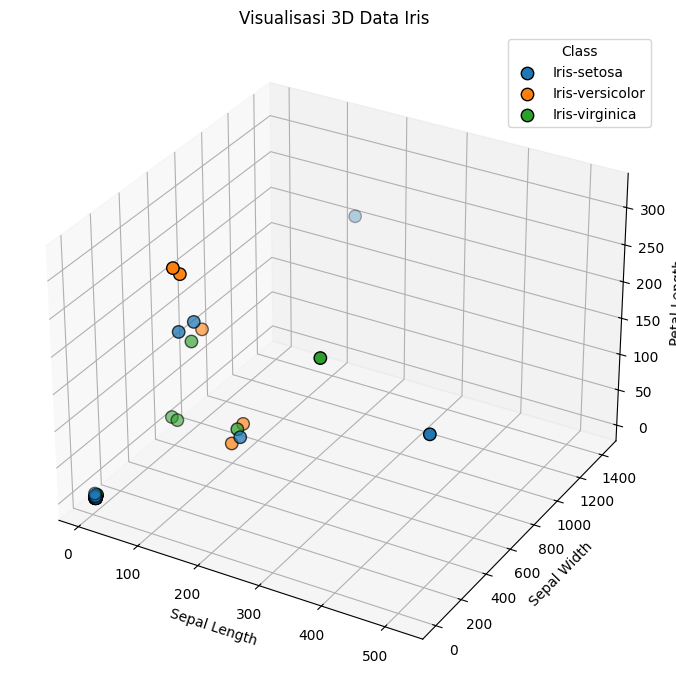 Visualisasi 3D Data Iris
Class
Iris-setosa
Iris-versicolor
Iris-virginica
300
250
200
150
100
50
0
Petal Length
1400
1200
1000
800
600
400
200
0
Sepal Width
0
100
200
300
400
500
Sepal Length